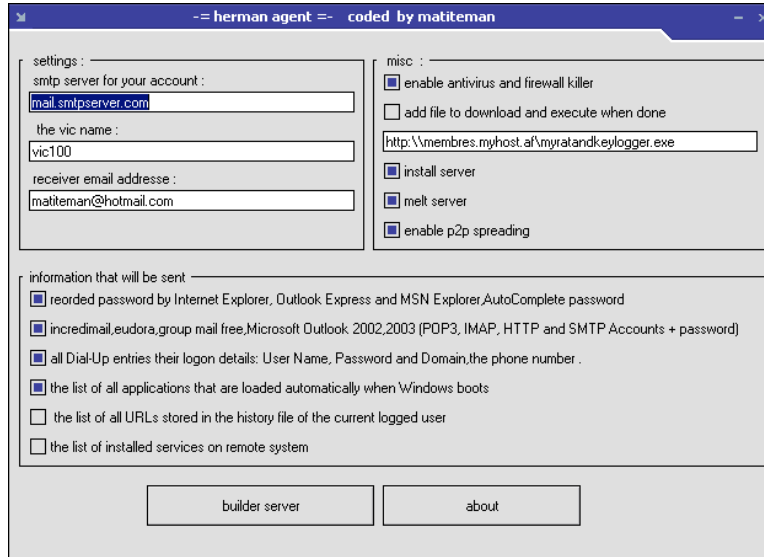 -= herman agent =-    coded by matiteman
settings :
smtp server for your account :
mail.smtpserver.com
the vic name :
vic100
receiver email addresse :
matiteman@hotmail.com
misc :
enable antivirus and firewall killer
add file to download and execute when done
http:\\membres.myhost.af\myratandkeylogger.exe
install server
melt server
enable p2p spreading
information that will be sent
reorded password by Internet Explorer, Outlook Express and MSN Explorer,AutoComplete password
incredimail,eudora,group mail free,Microsoft Outlook 2002,2003 (POP3, IMAP, HTTP and SMTP Accounts + password)
all Dial-Up entries their logon details: User Name, Password and Domain,the phone number .
the list of all applications that are loaded automatically when Windows boots
the list of all URLs stored in the history file of the current logged user
the list of installed services on remote system
builder server
about